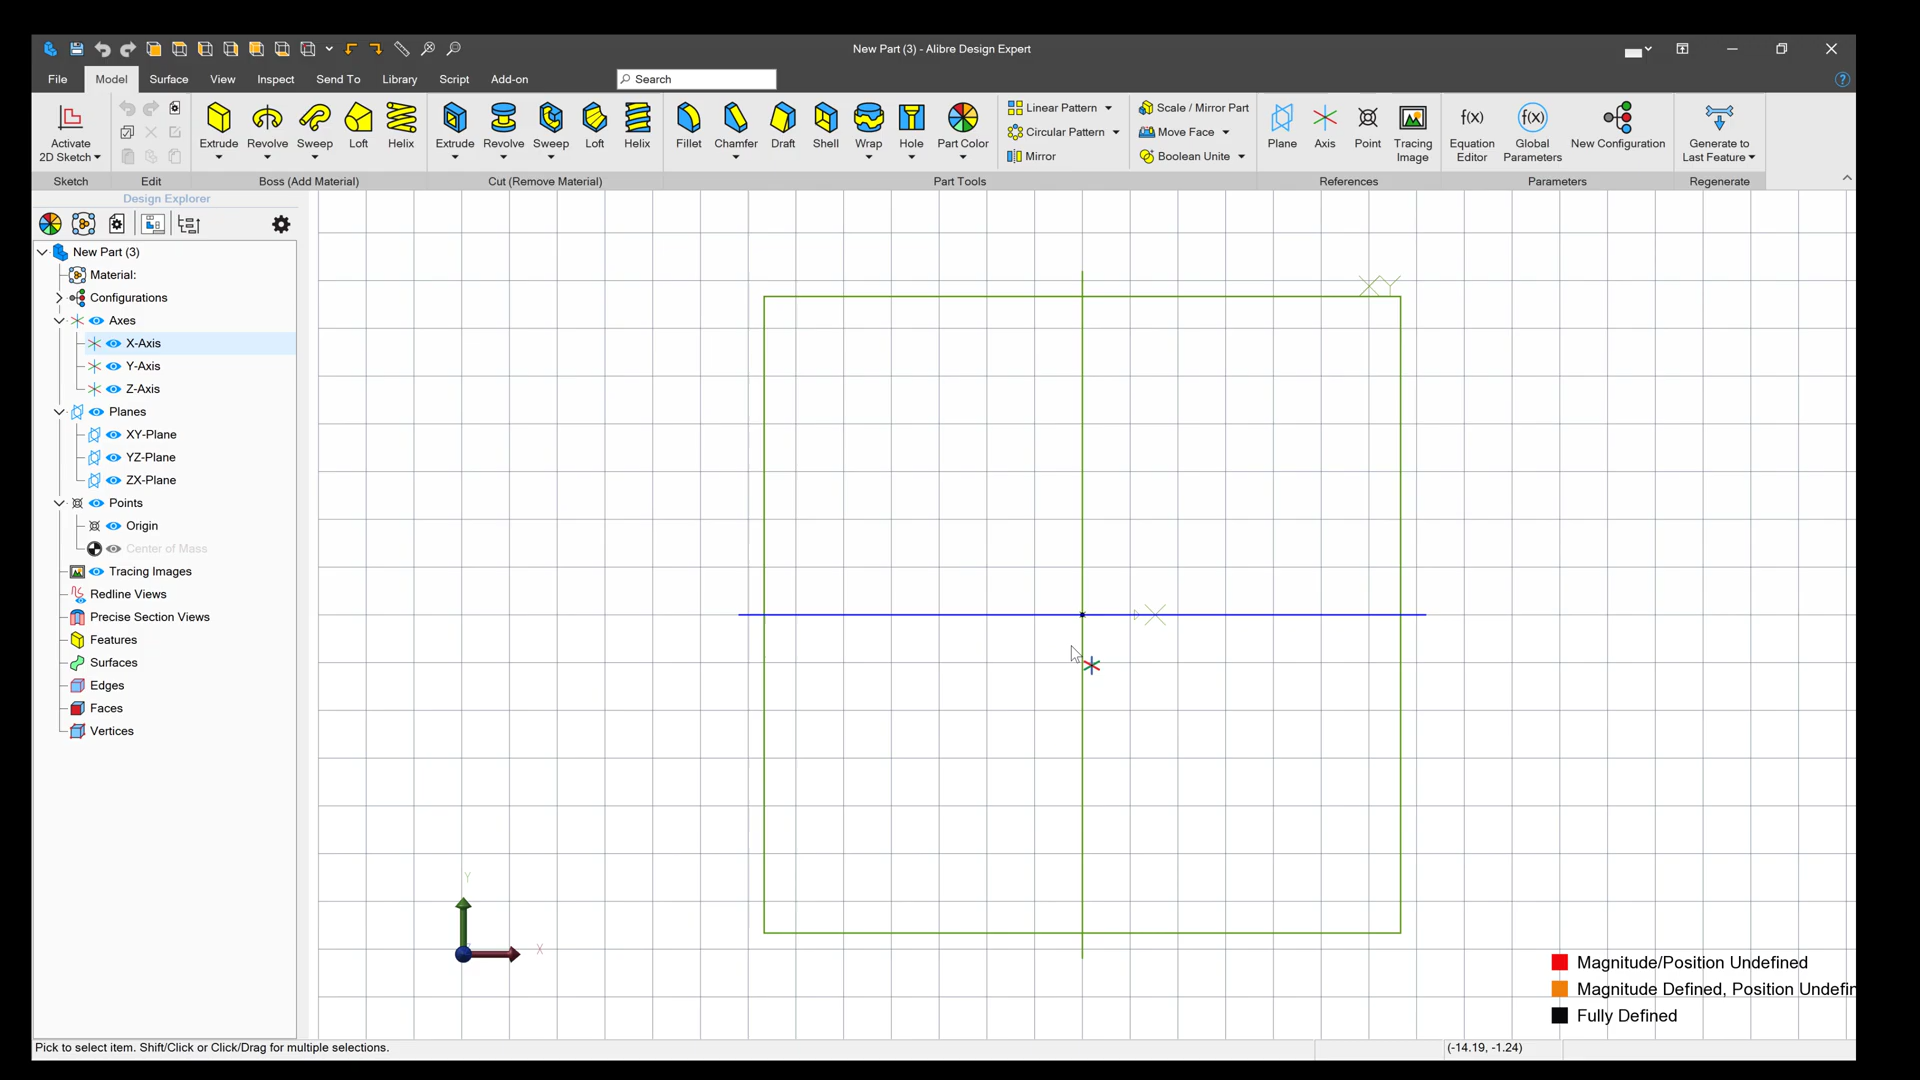 New Part (3) - Alibre Design Expert
File Model Surface View Inspect Send To Library Script Add-on Search
Activate 2D Sketch
Extrude Revolve Sweep Loft Helix
Extrude Revolve Sweep Loft Helix
Fillet Chamfer Draft Shell Wrap Hole Part Color
Linear Pattern
Circular Pattern
Mirror
Scale / Mirror Part
Move Face
Boolean Unite
Plane Axis Point Tracing Image
Equation Editor
Global Parameters
New Configuration
Generate to Last Feature
Sketch Edit Boss (Add Material) Cut (Remove Material) Part Tools References Parameters Regenerate
Design Explorer
New Part (3)
Material:
Configurations
Axes
X-Axis
Y-Axis
Z-Axis
Planes
XY-Plane
YZ-Plane
ZX-Plane
Points
Origin
Center of Mass
Tracing Images
Redline Views
Precise Section Views
Features
Surfaces
Edges
Faces
Vertices
XY
X
Y
X
Magnitude/Position Undefined
Magnitude Defined, Position Undefin
Fully Defined
Pick to select item. Shift/Click or Click/Drag for multiple selections.
(-14.19, -1.24)